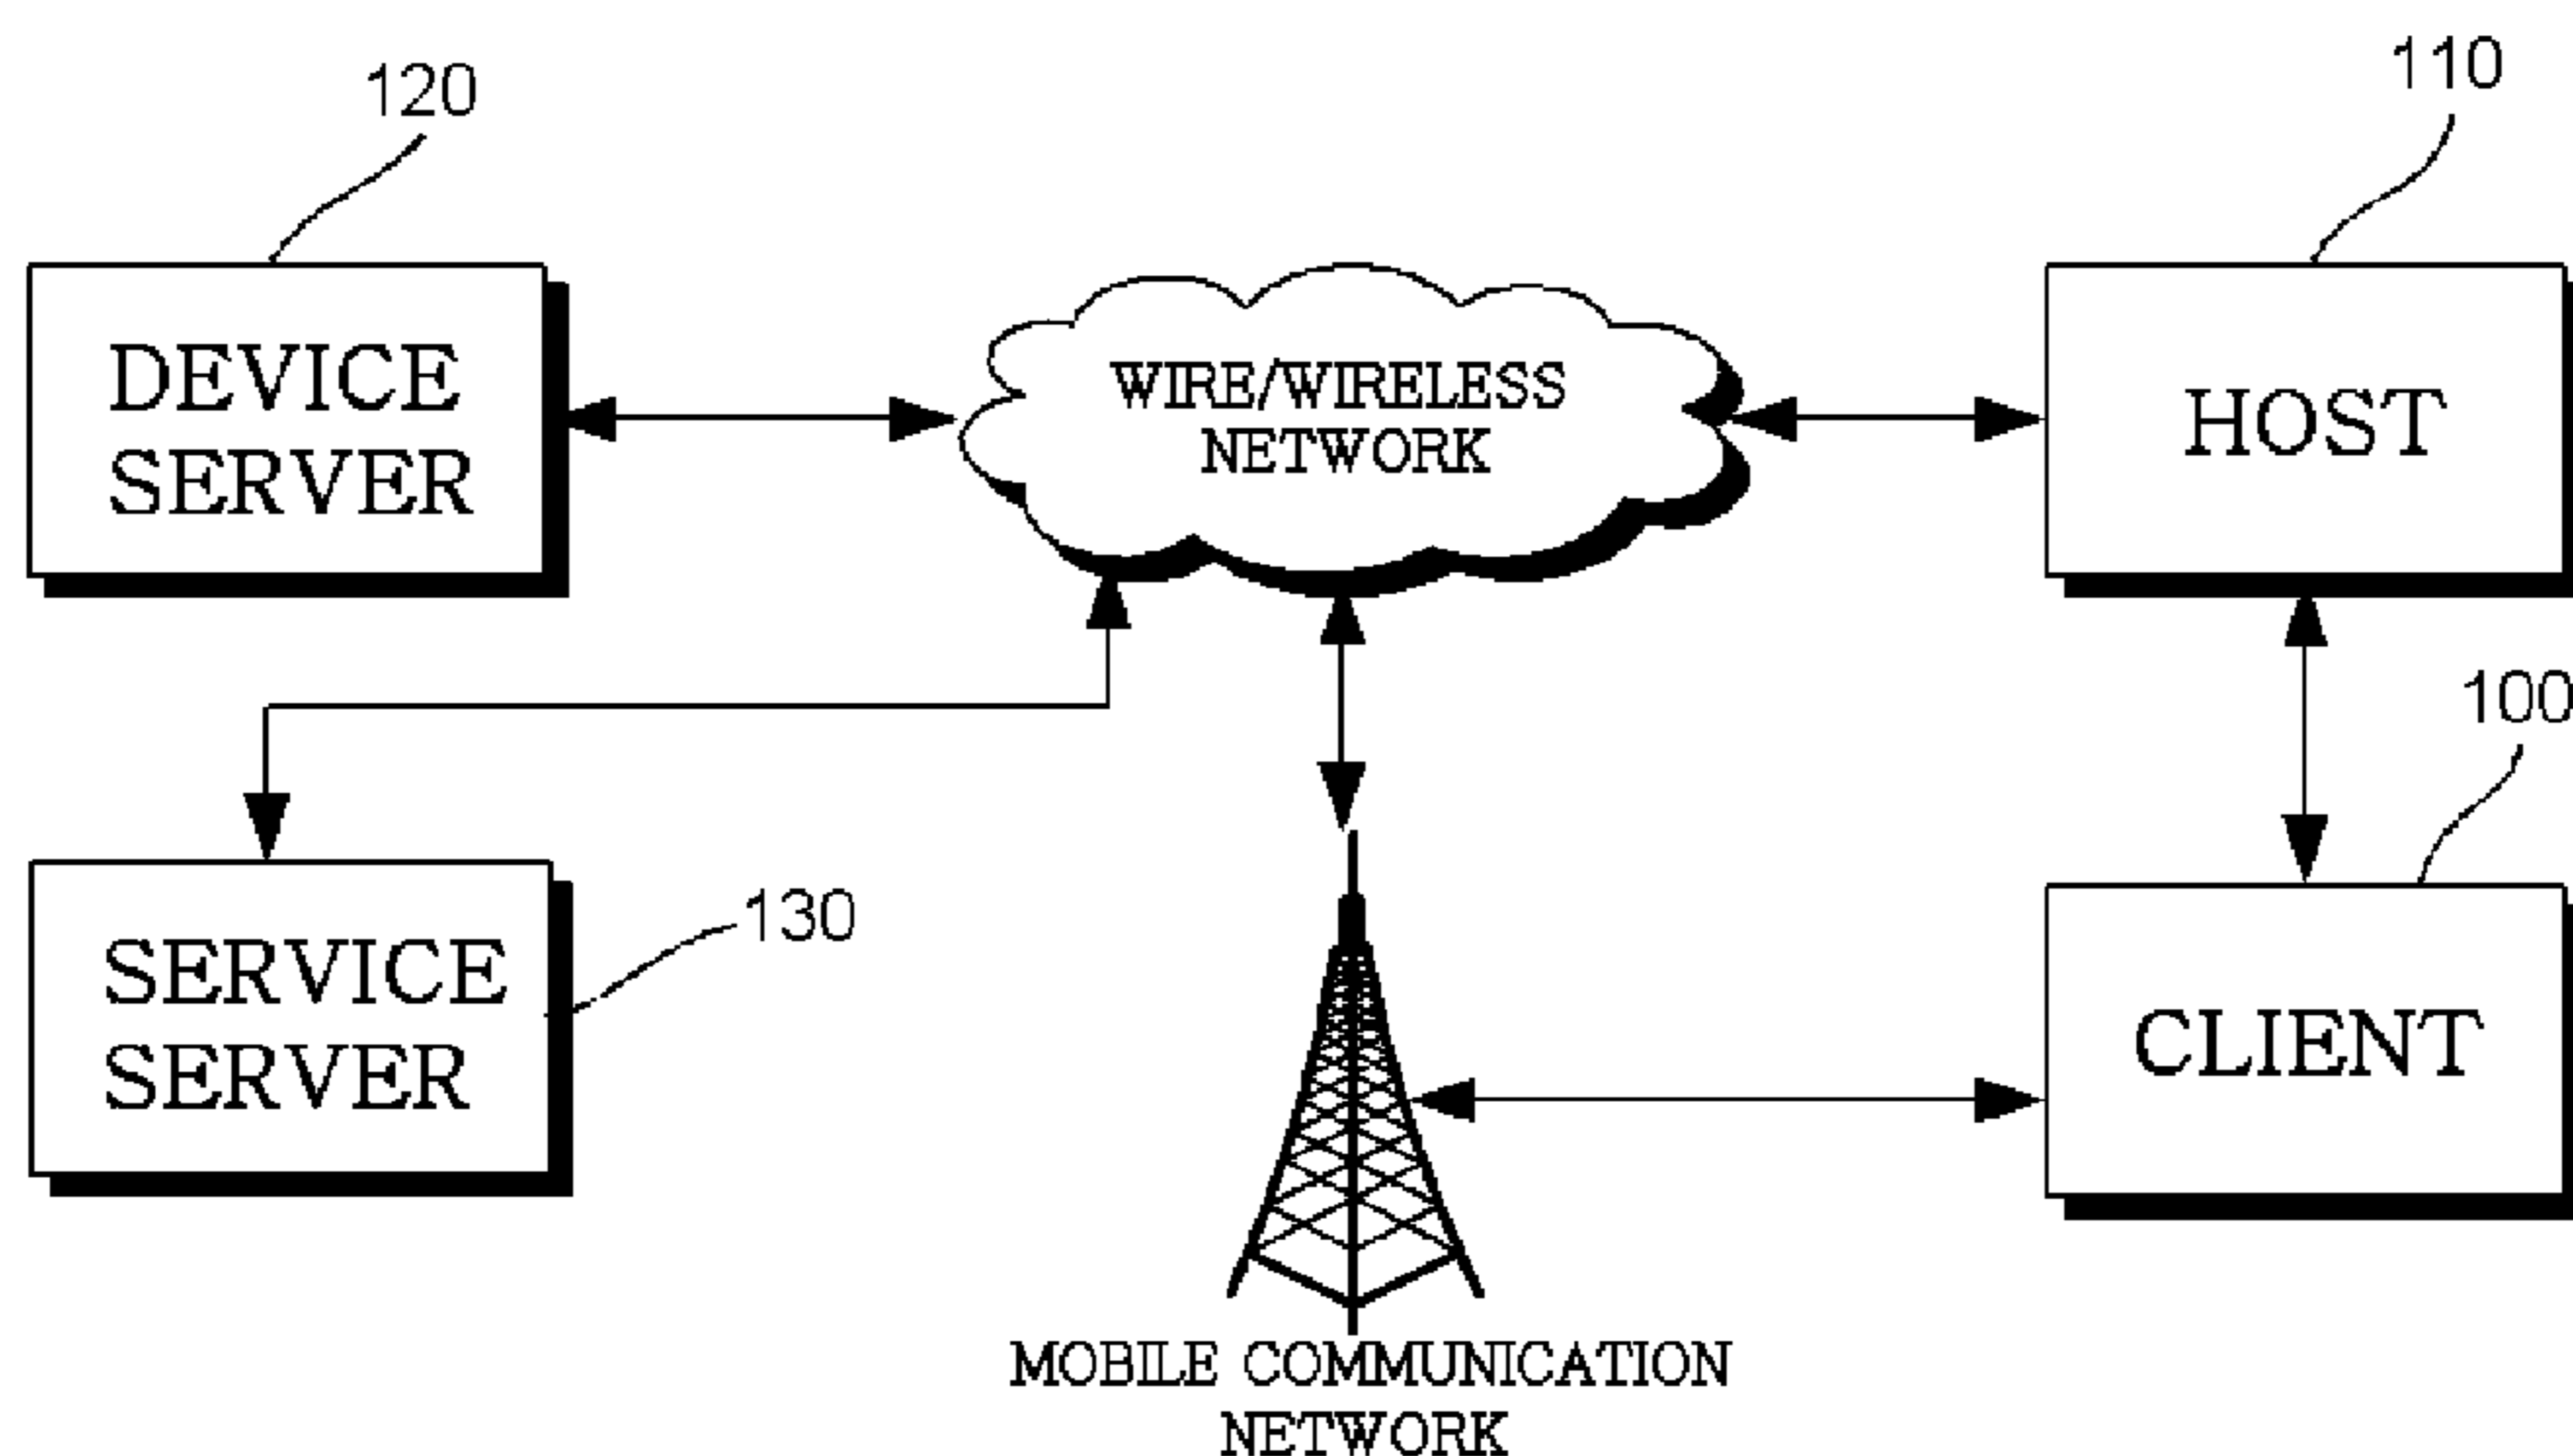 120
110
DEVICE
SERVER
WIRE/WIRELESS
NETWORK
HOST
100
130
SERVICE
SERVER
CLIENT
MOBILE COMMUNICATION
NETWORK